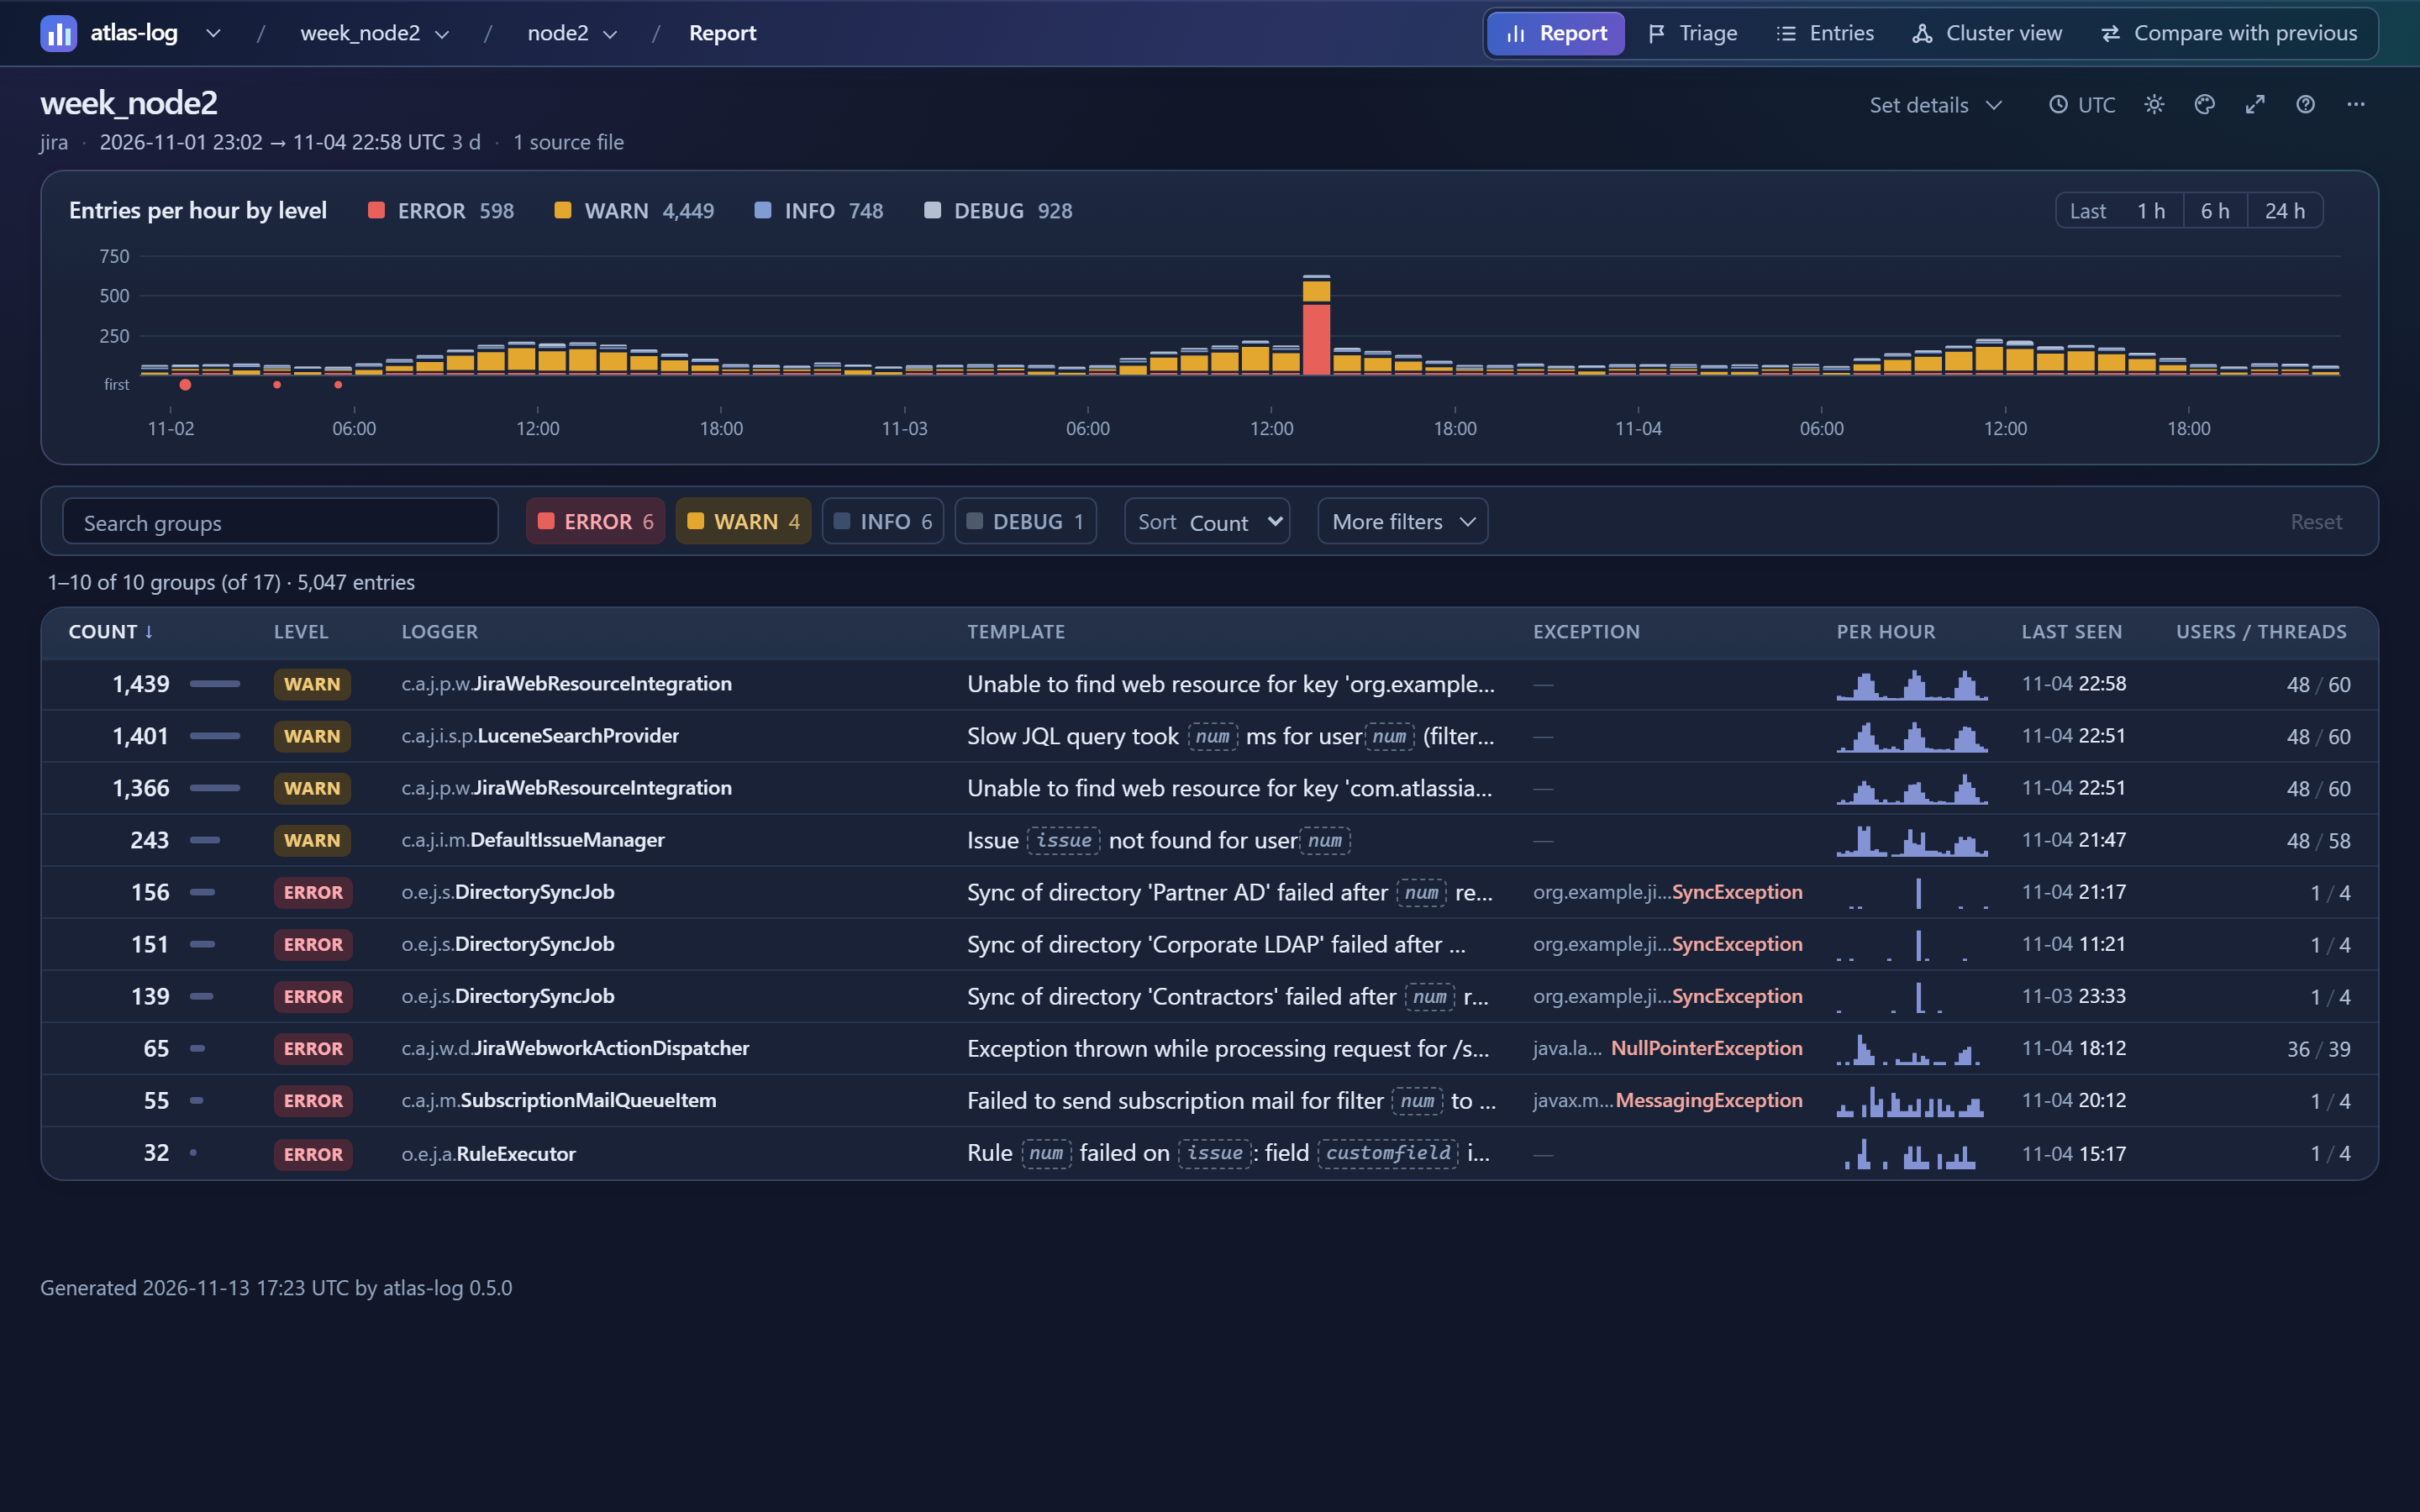 atlas-log / week_node2 / node2 / Report
Report Triage Entries Cluster view Compare with previous
week_node2
Set details UTC
jira · 2026-11-01 23:02 → 11-04 22:58 UTC 3 d · 1 source file
Entries per hour by level ERROR 598 WARN 4,449 INFO 748 DEBUG 928
Last 1 h 6 h 24 h
750
500
250
first
11-02 06:00 12:00 18:00 11-03 06:00 12:00 18:00 11-04 06:00 12:00 18:00
Search groups ERROR 6 WARN 4 INFO 6 DEBUG 1 Sort Count More filters Reset
1–10 of 10 groups (of 17) · 5,047 entries
COUNT ↓ LEVEL LOGGER TEMPLATE EXCEPTION PER HOUR LAST SEEN USERS / THREADS
1,439 WARN c.a.j.p.w.JiraWebResourceIntegration Unable to find web resource for key 'org.example... — 11-04 22:58 48 / 60
1,401 WARN c.a.j.i.s.p.LuceneSearchProvider Slow JQL query took num ms for user num (filter... — 11-04 22:51 48 / 60
1,366 WARN c.a.j.p.w.JiraWebResourceIntegration Unable to find web resource for key 'com.atlassia... — 11-04 22:51 48 / 60
243 WARN c.a.j.i.m.DefaultIssueManager Issue issue not found for user num — 11-04 21:47 48 / 58
156 ERROR o.e.j.s.DirectorySyncJob Sync of directory 'Partner AD' failed after num re... org.example.ji...SyncException 11-04 21:17 1 / 4
151 ERROR o.e.j.s.DirectorySyncJob Sync of directory 'Corporate LDAP' failed after ... org.example.ji...SyncException 11-04 11:21 1 / 4
139 ERROR o.e.j.s.DirectorySyncJob Sync of directory 'Contractors' failed after num r... org.example.ji...SyncException 11-03 23:33 1 / 4
65 ERROR c.a.j.w.d.JiraWebworkActionDispatcher Exception thrown while processing request for /s... java.la... NullPointerException 11-04 18:12 36 / 39
55 ERROR c.a.j.m.SubscriptionMailQueueItem Failed to send subscription mail for filter num to ... javax.m...MessagingException 11-04 20:12 1 / 4
32 ERROR o.e.j.a.RuleExecutor Rule num failed on issue: field customfield i... — 11-04 15:17 1 / 4
Generated 2026-11-13 17:23 UTC by atlas-log 0.5.0